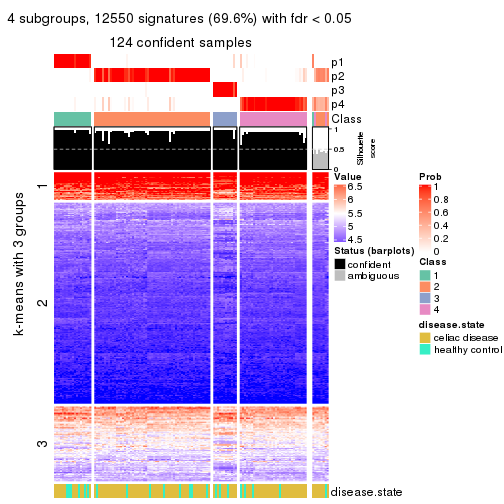 4 subgroups, 12550 signatures (69.6%) with fdr < 0.05
124 confident samples
p1
p2
p3
p4
Class
1
0.5
0
Silhouette
score
k-means with 3 groups
1
2
3
disease.state
Value
6.5
6
5.5
5
4.5
Status (barplots)
confident
ambiguous
Prob
1
0.8
0.6
0.4
0.2
0
Class
1
2
3
4
disease.state
celiac disease
healthy control